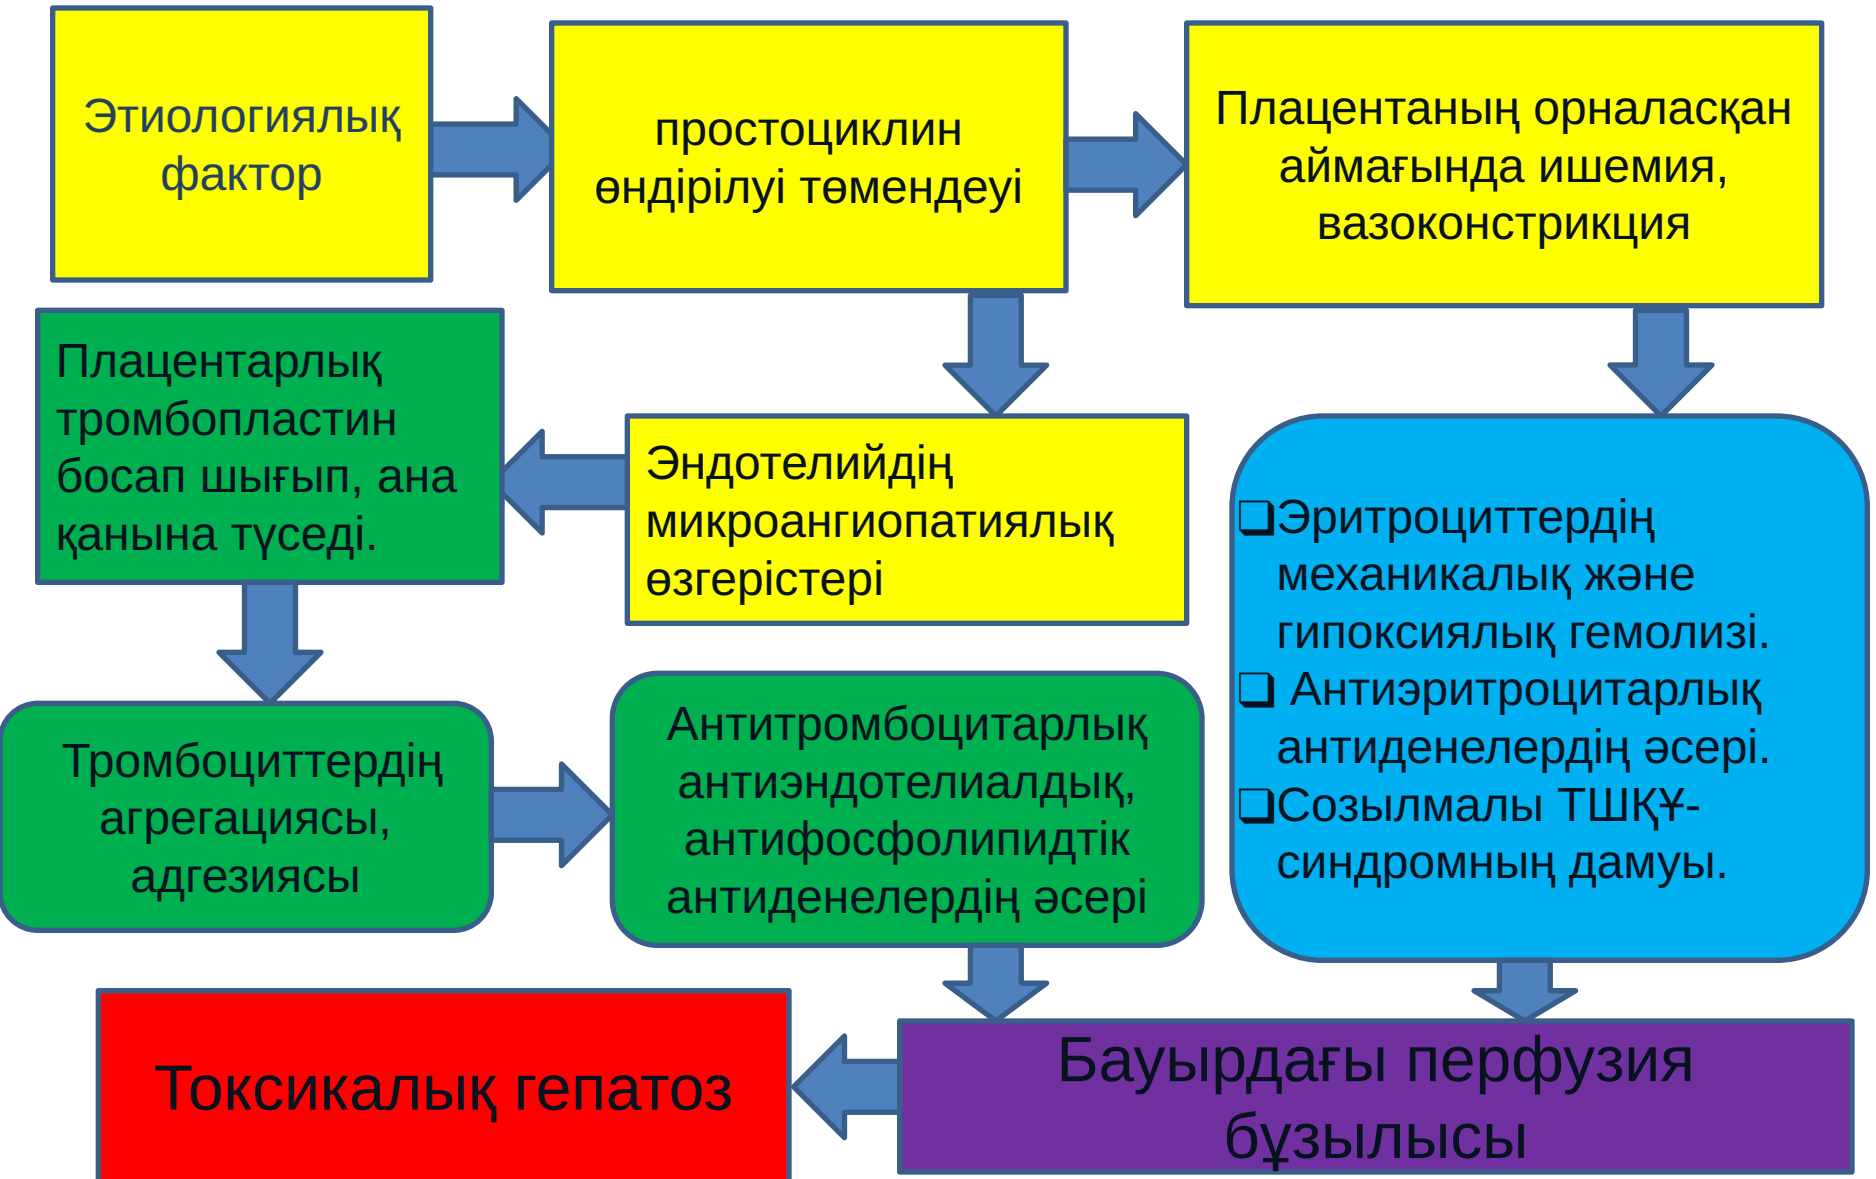 Этиологиялық
фактор
простоциклин
өндірілуі төмендеуі
Плацентаның орналасқан
аймағында ишемия,
вазоконстрикция
Плацентарлық
тромбопластин
босап шығып, ана
қанына түседі.
Эндотелийдің
микроангиопатиялық
өзгерістері
❑Эритроциттердің
механикалық және
гипоксиялық гемолизі.
❑ Антиэритроцитарлық
антиденелердің әсері.
❑Созылмалы ТШҚҰ-
синдромның дамуы.
Тромбоциттердің
агрегациясы,
адгезиясы
Антитромбоцитарлық
антиэндотелиалдық,
антифосфолипидтік
антиденелердің әсері
Токсикалық гепатоз
Бауырдағы перфузия
бұзылысы